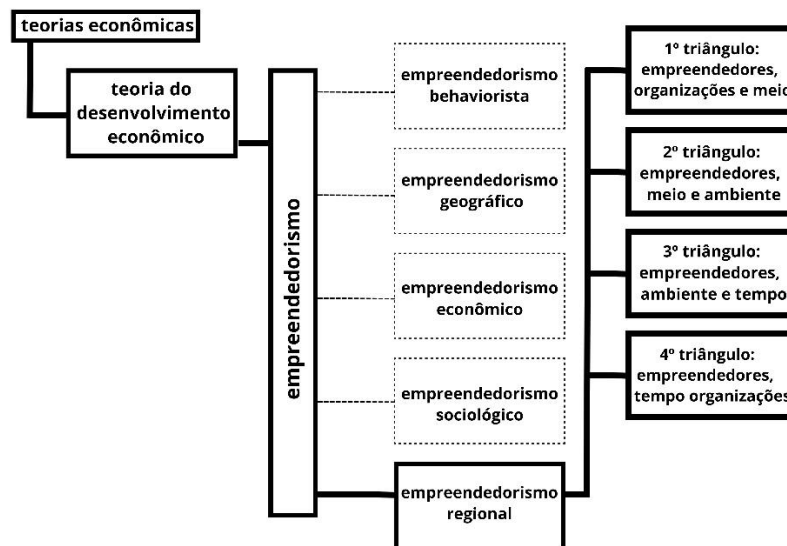 teorias econômicas
teoria do
desenvolvimento
econômico
empreendedorismo
empreendedorismo
behaviorista
empreendedorismo
geográfico
empreendedorismo
econômico
empreendedorismo
sociológico
empreendedorismo
regional
1º triângulo:
empreendedores,
organizações e meio
2º triângulo:
empreendedores,
meio e ambiente
3º triângulo:
empreendedores,
ambiente e tempo
4º triângulo:
empreendedores,
tempo organizações